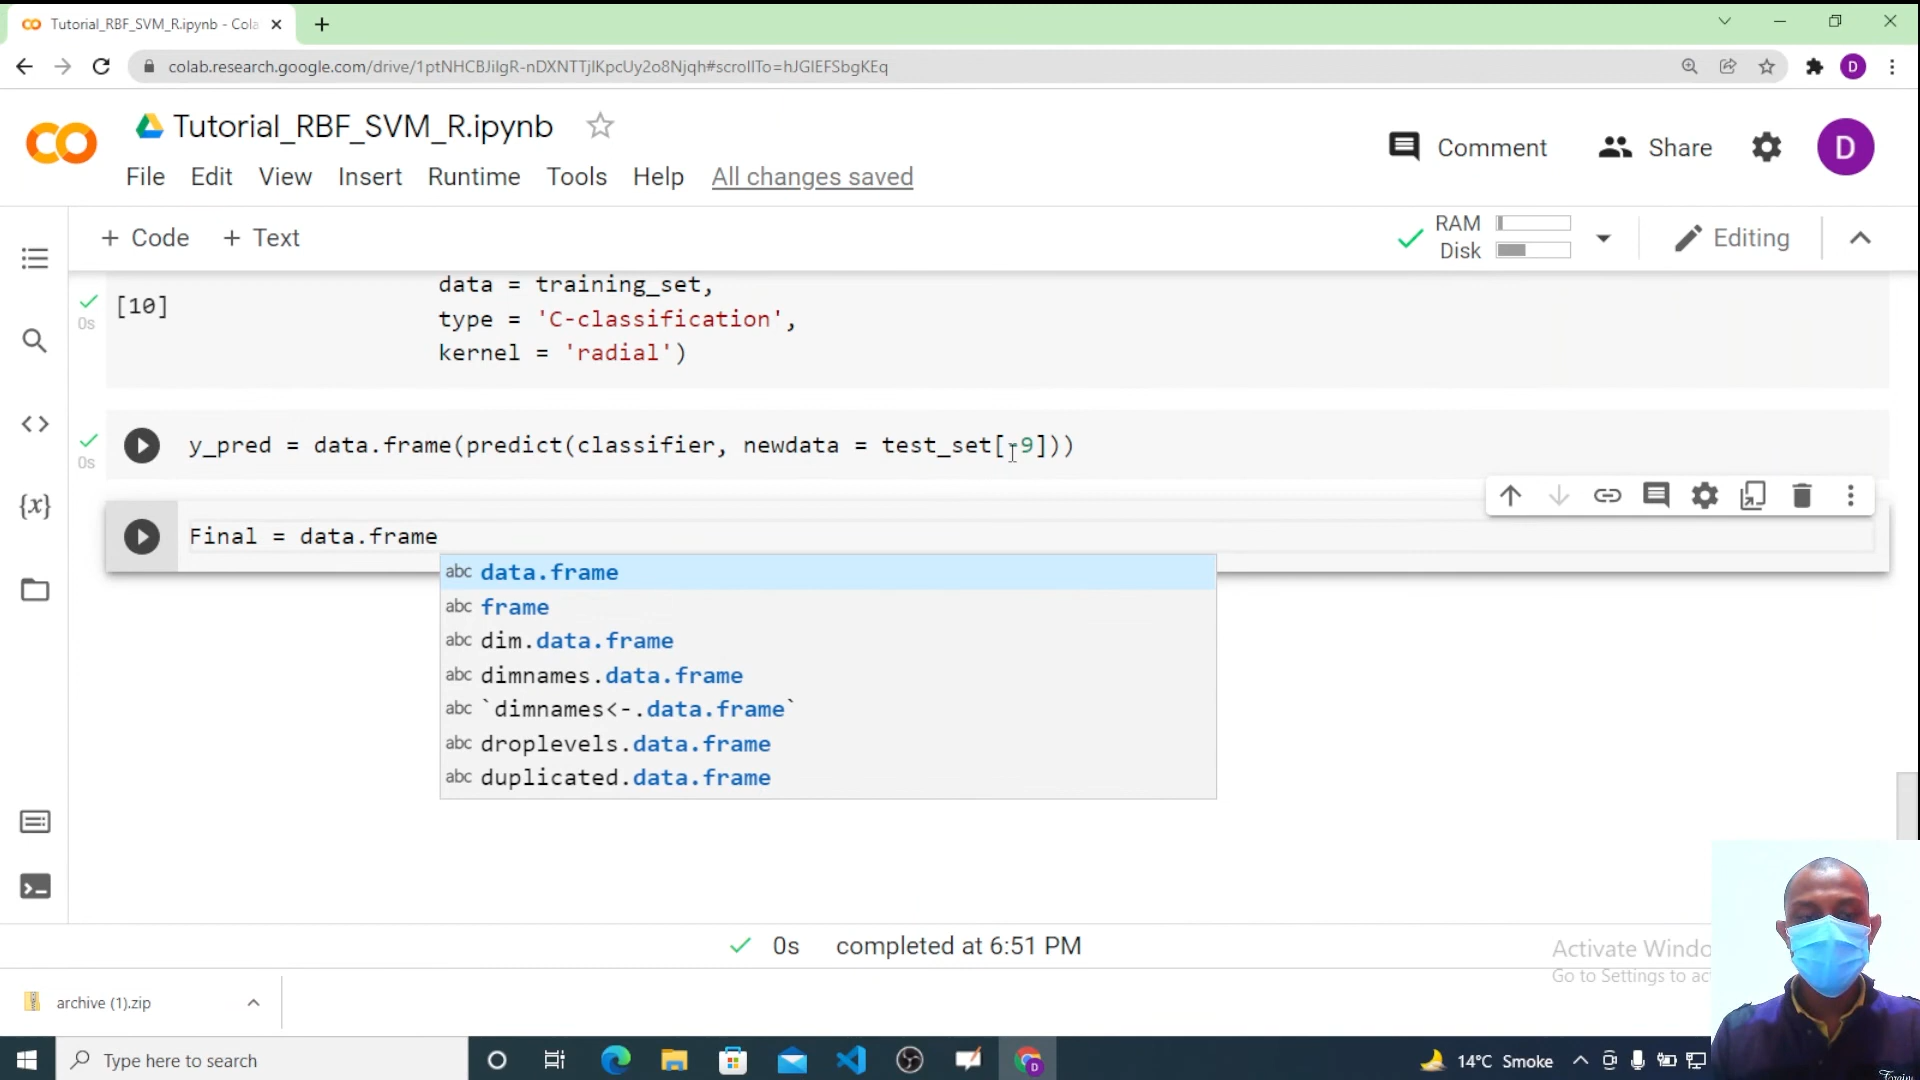 Tutorial_RBF_SVM_R.ipynb - Cola
colab.research.google.com/drive/1ptNHCBJiIgR-nDXNTTjlKpcUy2o8Njqh#scrollTo=hJGlEFSbgKEq
D
Tutorial_RBF_SVM_R.ipynb
Comment
Share
D
File Edit View Insert Runtime Tools Help All changes saved
+ Code + Text
RAM
Disk
Editing
data = training_set,
[10]
0s
type = 'C-classification',
kernel = 'radial')
y_pred = data.frame(predict(classifier, newdata = test_set[-9]))
0s
Final = data.frame
abc data.frame
abc frame
abc dim.data.frame
abc dimnames.data.frame
abc `dimnames<-.data.frame`
abc droplevels.data.frame
abc duplicated.data.frame
0s completed at 6:51 PM
Activate Windo
Go to Settings to ac
archive (1).zip
Type here to search
14°C Smoke